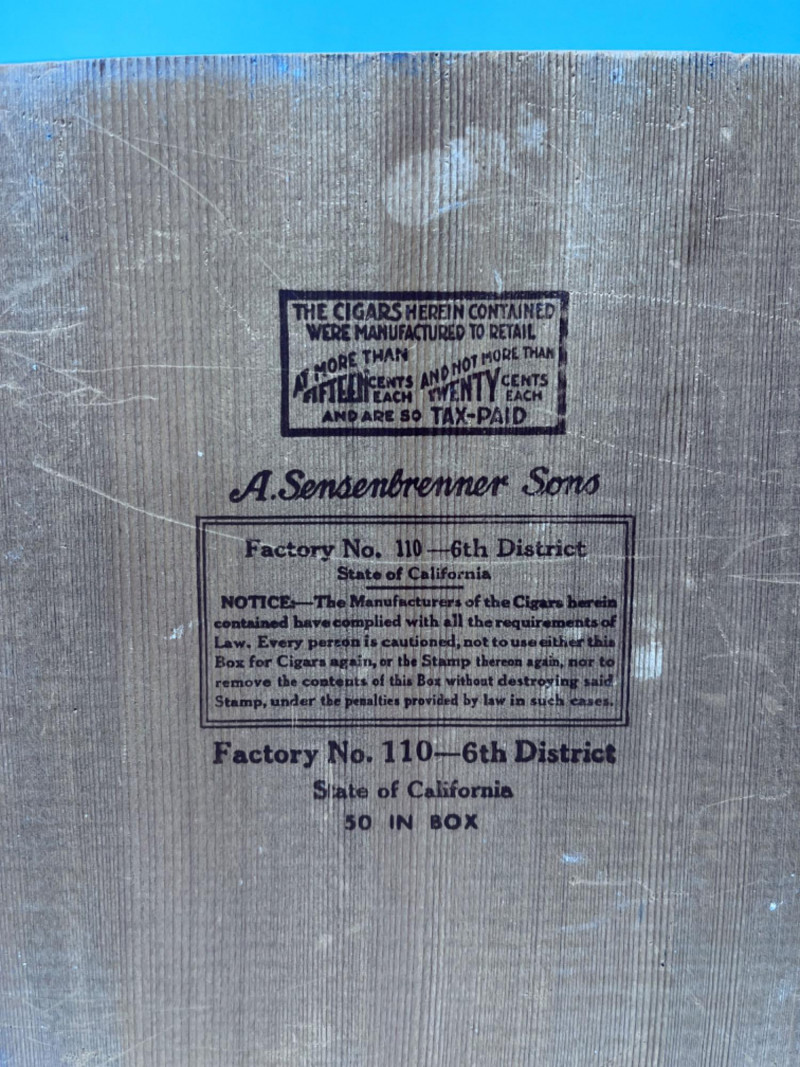 THE CIGARS HEREIN CONTAINED
WERE MANUFACTURED TO RETAIL
AT MORE THAN FIFTEEN CENTS EACH AND NOT MORE THAN TWENTY CENTS EACH
AND ARE SO TAX-PAID
A. Sensenbrenner Sons
Factory No. 110—6th District
State of California
NOTICE:—The Manufacturers of the Cigars herein
contained have complied with all the requirements of
Law. Every person is cautioned, not to use either this
Box for Cigars again, or the Stamp thereon again, nor to
remove the contents of this Box without destroying said
Stamp, under the penalties provided by law in such cases.
Factory No. 110—6th District
State of California
50 IN BOX